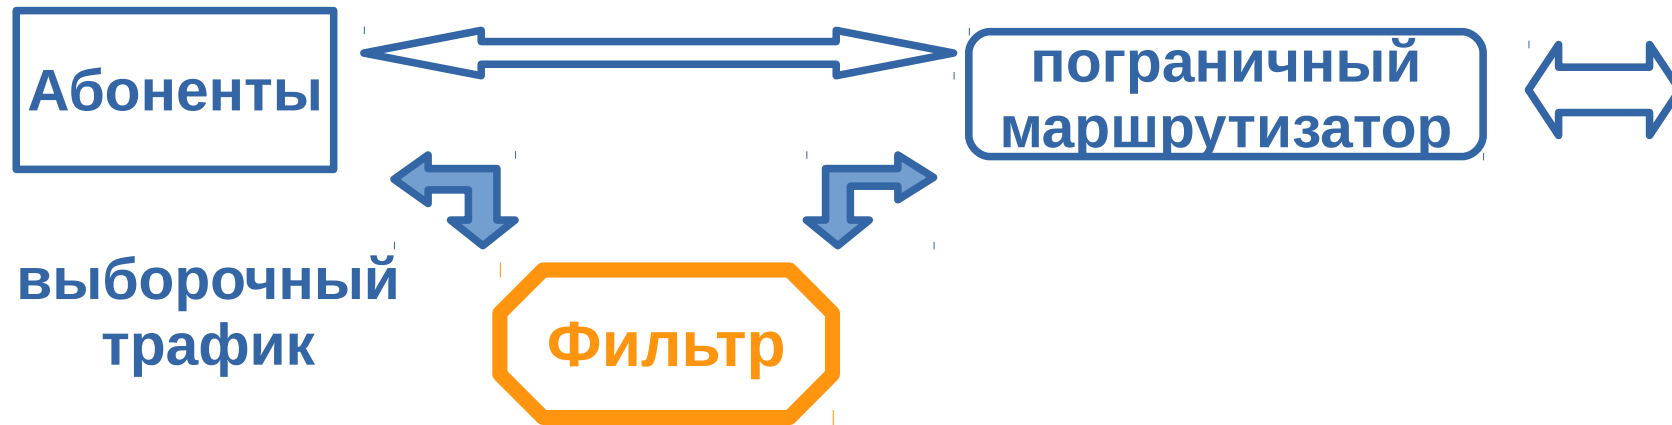 Абоненты
пограничный
маршрутизатор
выборочный
трафик
Фильтр